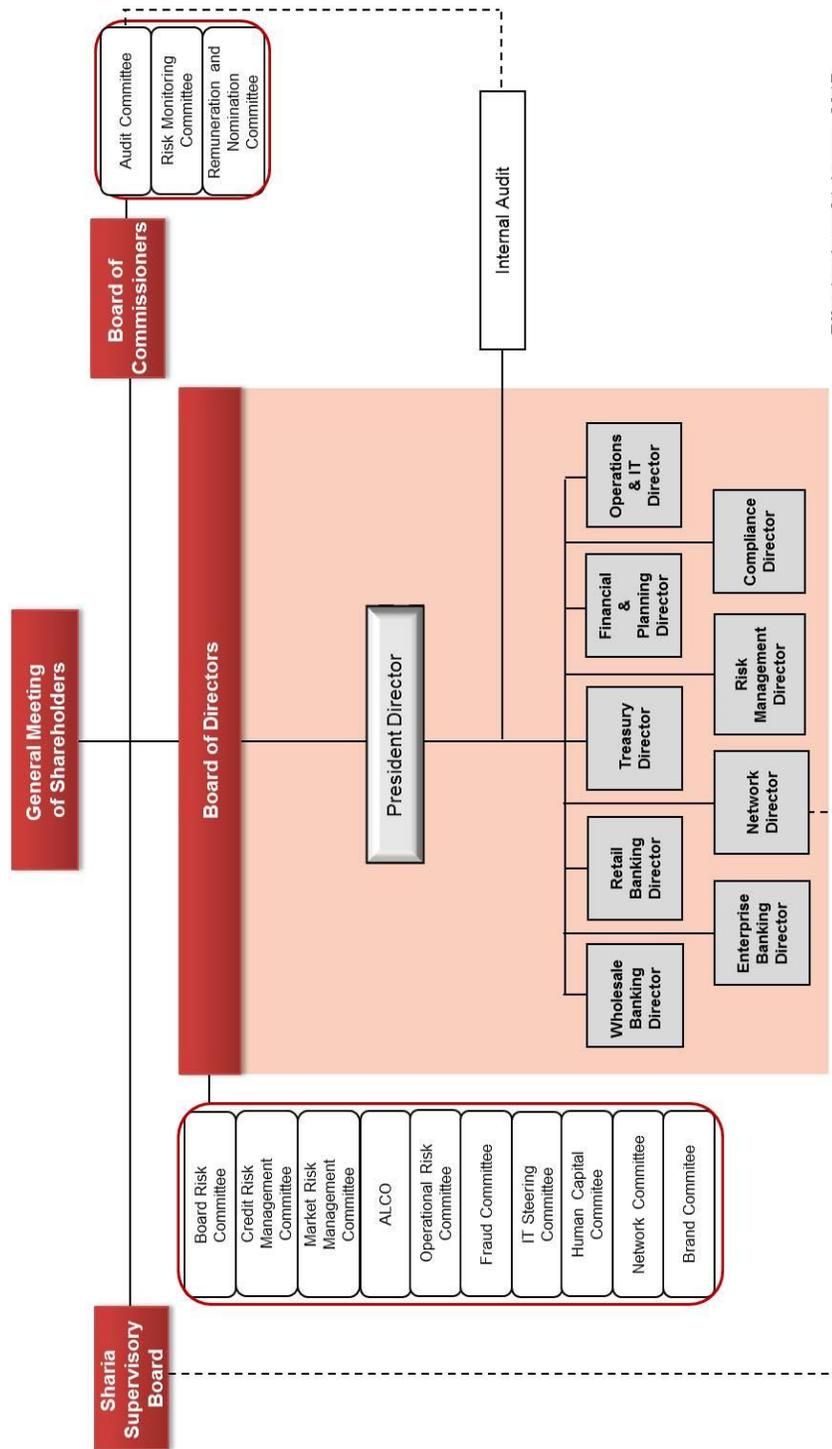 General Meeting
of Shareholders
Sharia
Supervisory
Board
Board of
Commissioners
Audit Committee
Risk Monitoring
Committee
Remuneration and
Nomination
Committee
Board of Directors
Board Risk
Committee
Credit Risk
Management
Committee
Market Risk
Management
Committee
ALCO
Operational Risk
Committee
Fraud Committee
IT Steering
Committee
Human Capital
Commitee
Network Committee
Brand Commitee
President Director
Internal Audit
Wholesale
Banking
Director
Retail
Banking
Director
Treasury
Director
Financial
&
Planning
Director
Operations
& IT
Director
Enterprise
Banking
Director
Network
Director
Risk
Management
Director
Compliance
Director